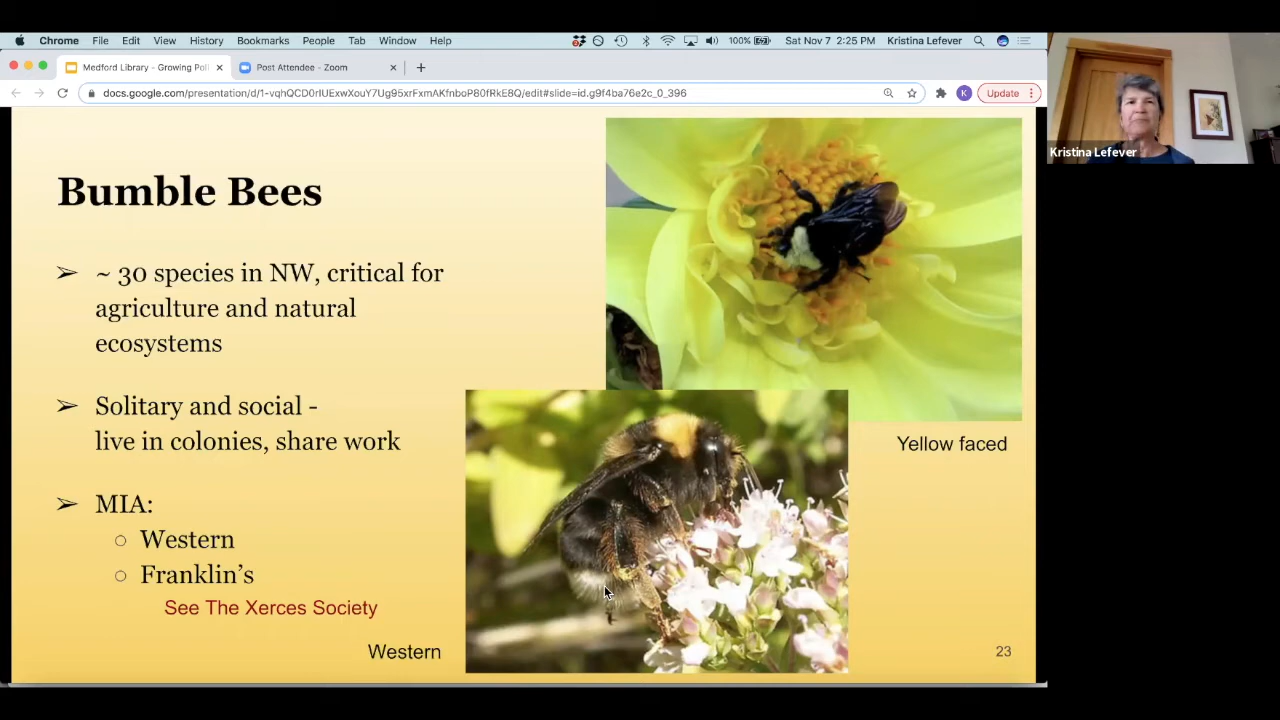 Chrome File Edit View History Bookmarks People Tab Window Help 100% Sat Nov 7 2:25 PM Kristina Lefever
Medford Library - Growing Poll
Post Attendee - Zoom
docs.google.com/presentation/d/1-vqhQCD0rIUExwXouY7Ug95xrFxmAKfnboP80fRkE8Q/edit#slide=id.g9f4ba76e2c_0_396
K
Update
Kristina Lefever
Bumble Bees
➢ ~ 30 species in NW, critical for
agriculture and natural
ecosystems
➢ Solitary and social -
live in colonies, share work
Yellow faced
➢ MIA:
○ Western
○ Franklin's
See The Xerces Society
Western
23